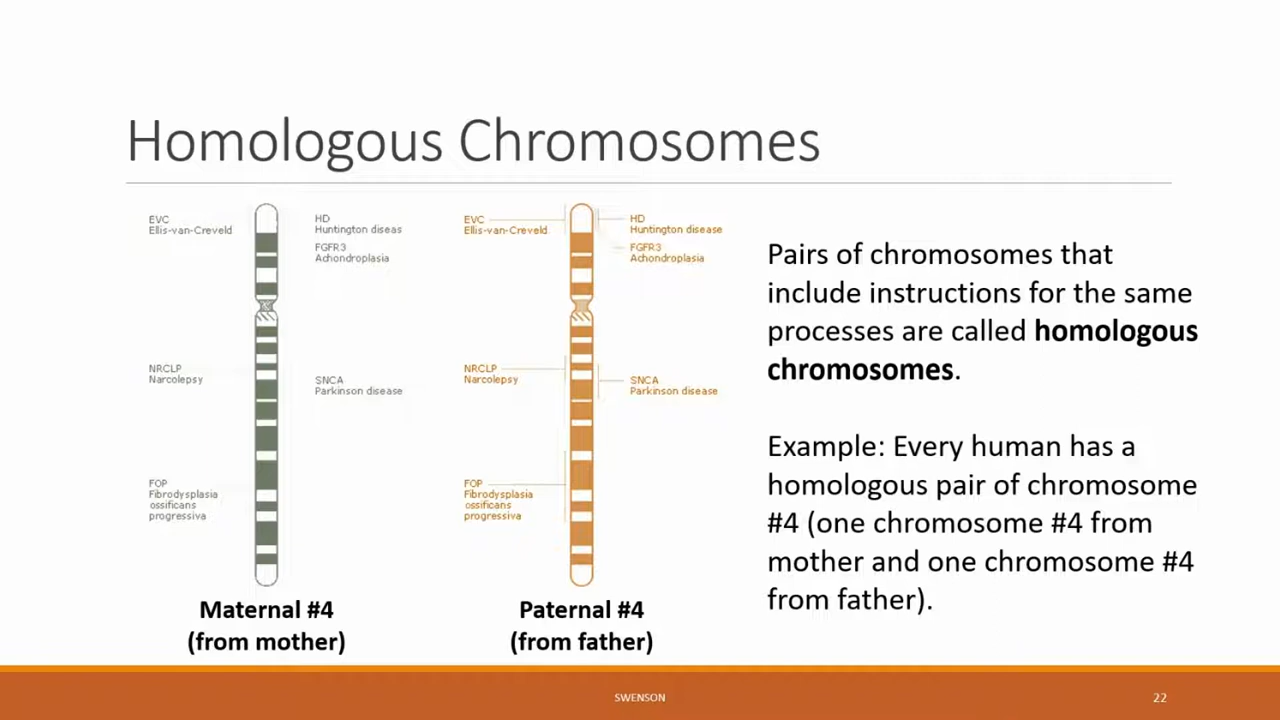 Homologous Chromosomes
EVC
Ellis-van-Creveld
HD
Huntington diseas
FGFR3
Achondroplasia
NRCLP
Narcolepsy
SNCA
Parkinson disease
FOP
Fibrodysplasia
ossificans
progressiva
Maternal #4
(from mother)
EVC
Ellis-van-Creveld
HD
Huntington disease
FGFR3
Achondroplasia
NRCLP
Narcolepsy
SNCA
Parkinson disease
FOP
Fibrodysplasia
ossificans
progressiva
Paternal #4
(from father)
Pairs of chromosomes that
include instructions for the same
processes are called homologous
chromosomes.
Example: Every human has a
homologous pair of chromosome
#4 (one chromosome #4 from
mother and one chromosome #4
from father).
SWENSON
22